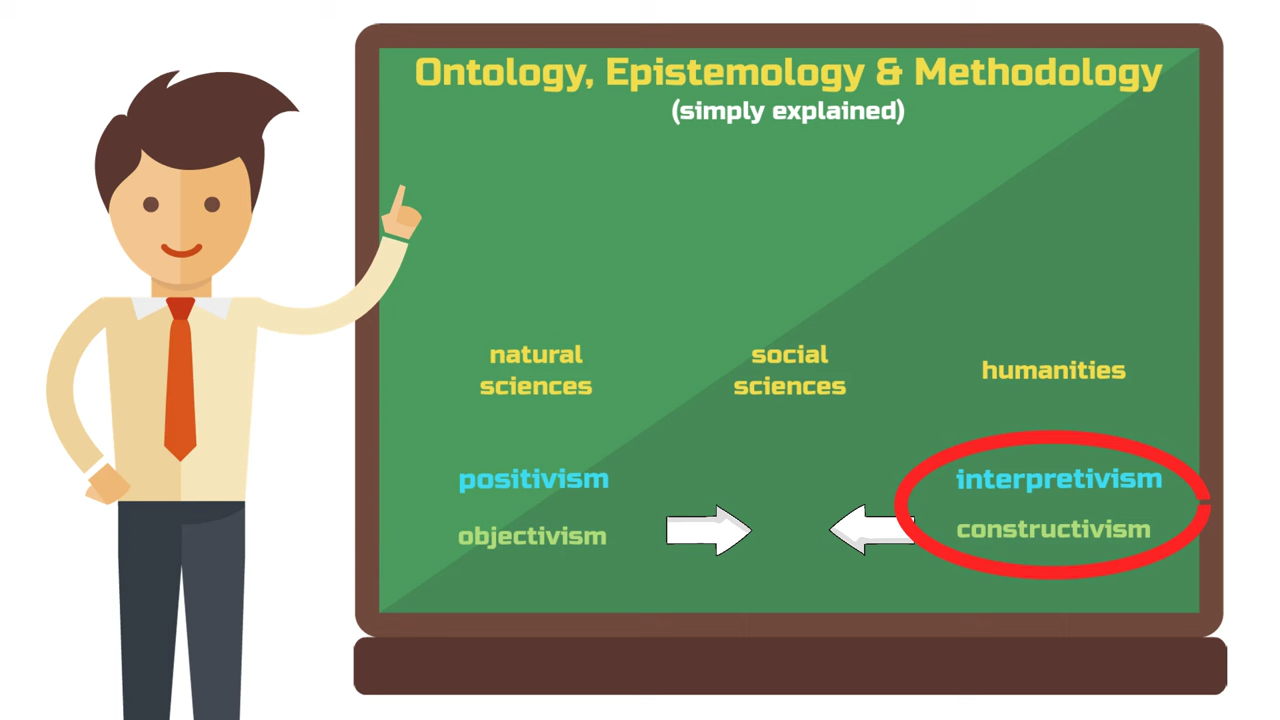 Ontology, Epistemology & Methodology
(simply explained)
natural
sciences
social
sciences
humanities
positivism
objectivism
interpretivism
constructivism